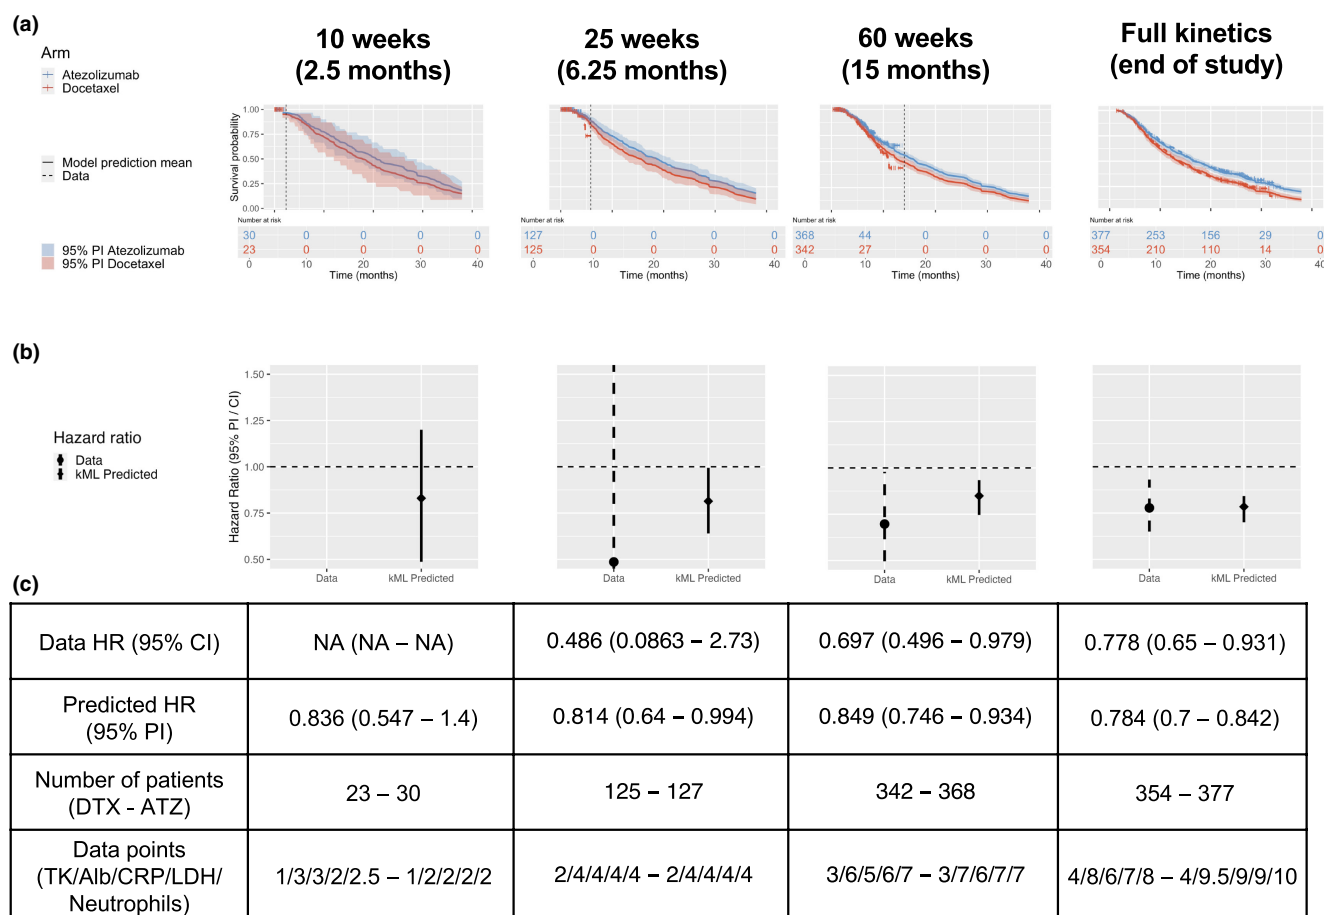 (a)
Arm
Atezolizumab
Docetaxel
Model prediction mean
Data
95% PI Atezolizumab
95% PI Docetaxel
10 weeks
(2.5 months)
25 weeks
(6.25 months)
60 weeks
(15 months)
Full kinetics
(end of study)
Survival probability
1.00
0.75
0.50
0.25
0.00
Number at risk
30 0 0 0 0
23 0 0 0 0
0 10 20 30 40
Time (months)
Number at risk
127 0 0 0 0
125 0 0 0 0
0 10 20 30 40
Time (months)
Number at risk
368 44 0 0 0
342 27 0 0 0
0 10 20 30 40
Time (months)
Number at risk
377 253 156 29 0
354 210 110 14 0
0 10 20 30 40
Time (months)
(b)
Hazard ratio
Data
kML Predicted
Hazard Ratio (95% PI / CI)
1.50
1.25
1.00
0.75
0.50
Data kML Predicted
Data kML Predicted
Data kML Predicted
Data kML Predicted
(c)
Data HR (95% CI) NA (NA – NA) 0.486 (0.0863 – 2.73) 0.697 (0.496 – 0.979) 0.778 (0.65 – 0.931)
Predicted HR
(95% PI) 0.836 (0.547 – 1.4) 0.814 (0.64 – 0.994) 0.849 (0.746 – 0.934) 0.784 (0.7 – 0.842)
Number of patients
(DTX - ATZ) 23 – 30 125 – 127 342 – 368 354 – 377
Data points
(TK/Alb/CRP/LDH/
Neutrophils) 1/3/3/2/2.5 – 1/2/2/2/2 2/4/4/4/4 – 2/4/4/4/4 3/6/5/6/7 – 3/7/6/7/7 4/8/6/7/8 – 4/9.5/9/9/10